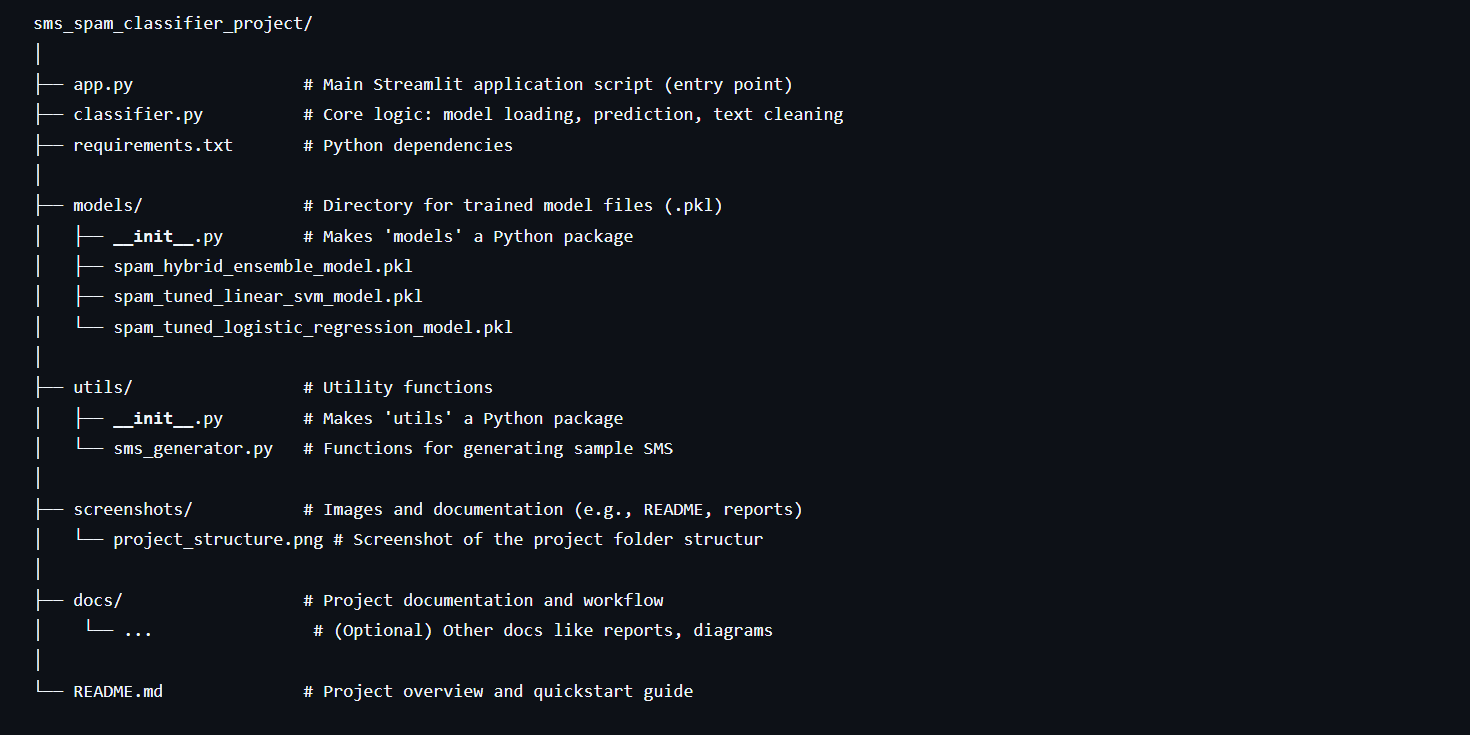 sms_spam_classifier_project/
│
├── app.py                 # Main Streamlit application script (entry point)
├── classifier.py          # Core logic: model loading, prediction, text cleaning
├── requirements.txt       # Python dependencies
│
├── models/                # Directory for trained model files (.pkl)
│   ├── __init__.py        # Makes 'models' a Python package
│   ├── spam_hybrid_ensemble_model.pkl
│   ├── spam_tuned_linear_svm_model.pkl
│   └── spam_tuned_logistic_regression_model.pkl
│
├── utils/                 # Utility functions
│   ├── __init__.py        # Makes 'utils' a Python package
│   └── sms_generator.py   # Functions for generating sample SMS
│
├── screenshots/           # Images and documentation (e.g., README, reports)
│   └── project_structure.png # Screenshot of the project folder structur
│
├── docs/                  # Project documentation and workflow
│    └── ...                # (Optional) Other docs like reports, diagrams
│
└── README.md              # Project overview and quickstart guide